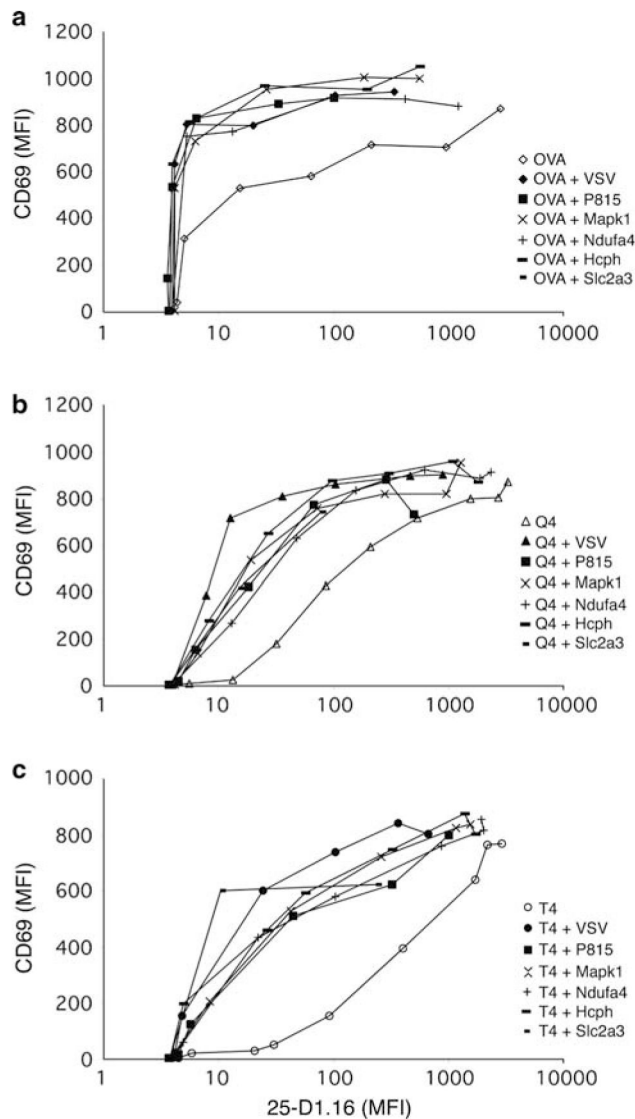 a
1200
1000
800
600
400
200
0
CD69 (MFI)
1 10 100 1000 10000
OVA
OVA + VSV
OVA + P815
OVA + Mapk1
OVA + Ndufa4
OVA + Hcph
OVA + Slc2a3
b
1200
1000
800
600
400
200
0
CD69 (MFI)
1 10 100 1000 10000
Q4
Q4 + VSV
Q4 + P815
Q4 + Mapk1
Q4 + Ndufa4
Q4 + Hcph
Q4 + Slc2a3
c
1000
800
600
400
200
0
CD69 (MFI)
1 10 100 1000 10000
T4
T4 + VSV
T4 + P815
T4 + Mapk1
T4 + Ndufa4
T4 + Hcph
T4 + Slc2a3
25-D1.16 (MFI)